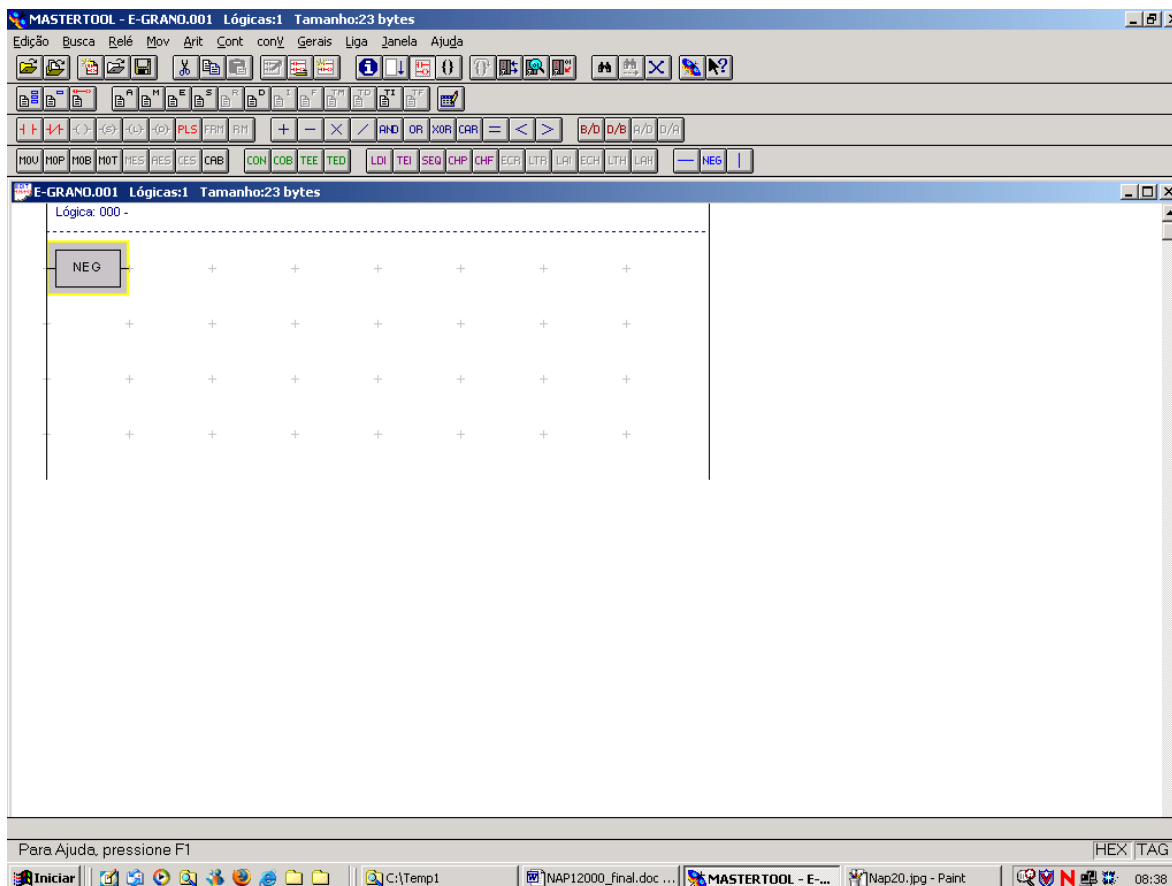 MASTERTOOL - E-GRANO.001 Lógicas:1 Tamanho:23 bytes
Edição Busca Relé Mov Arit Cont conV Gerais Liga Janela Ajuda
A M E S R D I F TM TD TI TF
-(S)- -(L)- -(D)- PLS FRM RM + − × / AND OR XOR CAR = < > B/D D/B A/D D/A
MOV MOP MOB MOT MES AES CES CAB CON COB TEE TED LDI TEI SEQ CHP CHF ECR LTR LAI ECH LTH LAH NEG
E-GRANO.001 Lógicas:1 Tamanho:23 bytes
Lógica: 000 -
NEG
Para Ajuda, pressione F1 HEX TAG
Iniciar C:\Temp1 NAP12000_final.doc ... MASTERTOOL - E-... Nap20.jpg - Paint N 08:38